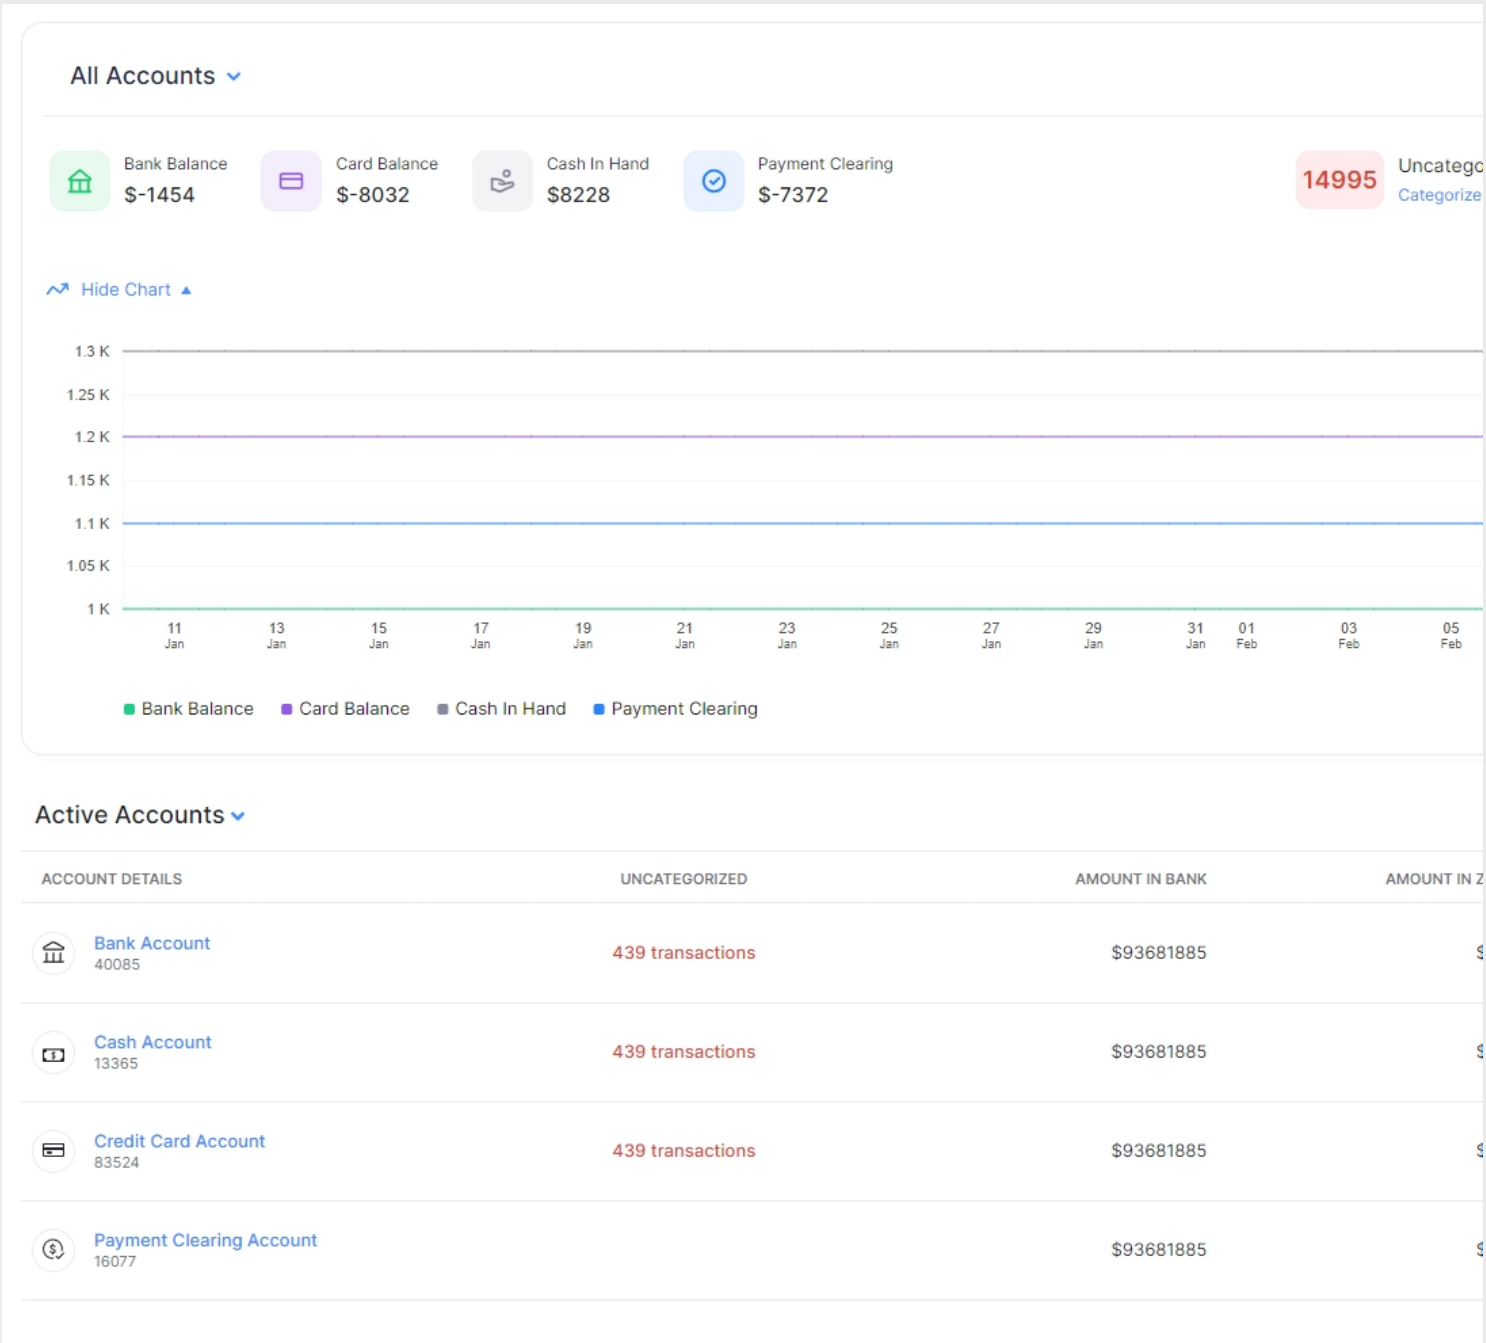 All Accounts
Bank Balance
$-1454
Card Balance
$-8032
Cash In Hand
$8228
Payment Clearing
$-7372
14995
Categorize
Hide Chart
1.3 K
1.25 K
1.2 K
1.15 K
1.1 K
1.05 K
1 K
11 Jan
13 Jan
15 Jan
17 Jan
19 Jan
21 Jan
23 Jan
25 Jan
27 Jan
29 Jan
31 Jan
01 Feb
03 Feb
05 Feb
Bank Balance Card Balance Cash In Hand Payment Clearing
Active Accounts
ACCOUNT DETAILS UNCATEGORIZED AMOUNT IN BANK AMOUNT IN Z
Bank Account
40085
439 transactions
$93681885
$
Cash Account
13365
439 transactions
$93681885
$
Credit Card Account
83524
439 transactions
$93681885
$
Payment Clearing Account
16077
$93681885
$